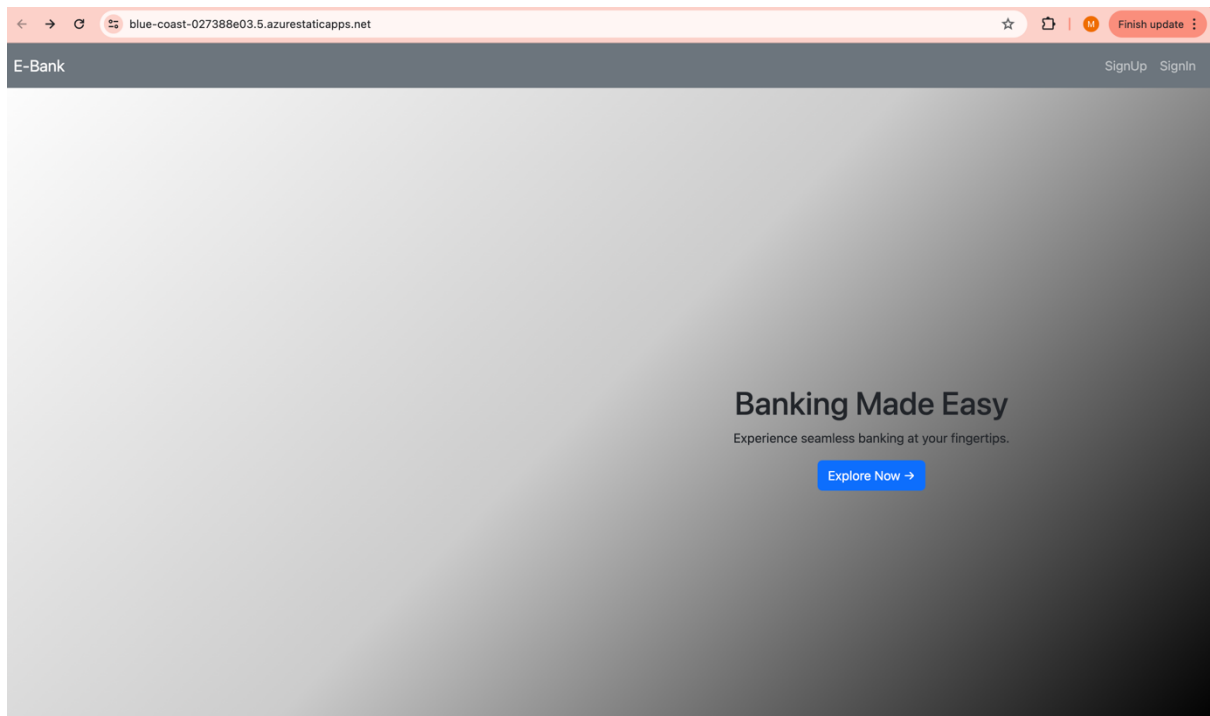 blue-coast-027388e03.5.azurestaticapps.net
M
Finish update
E-Bank
SignUp SignIn
Banking Made Easy
Experience seamless banking at your fingertips.
Explore Now →